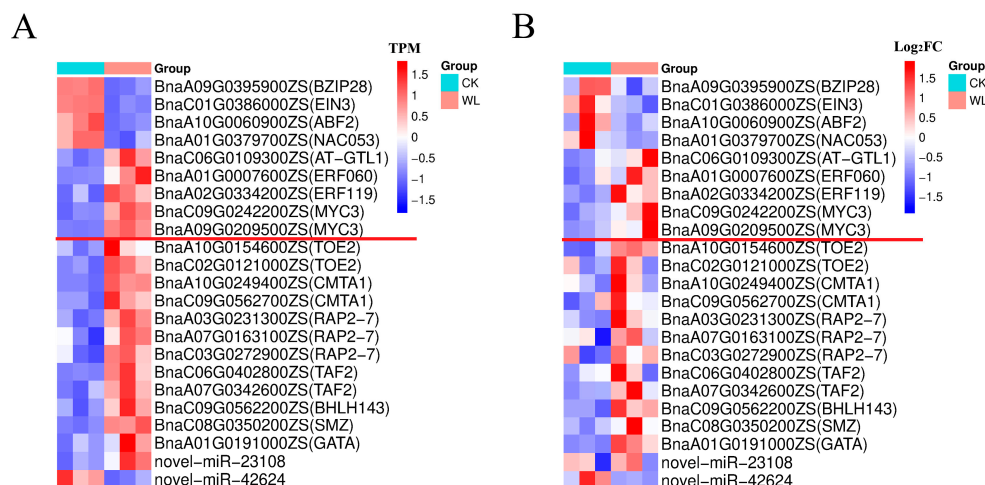 A
TPM
Group
BnaA09G0395900ZS(BZIP28)
BnaC01G0386000ZS(EIN3)
BnaA10G0060900ZS(ABF2)
BnaA01G0379700ZS(NAC053)
BnaC06G0109300ZS(AT-GTL1)
BnaA01G0007600ZS(ERF060)
BnaA02G0334200ZS(ERF119)
BnaC09G0242200ZS(MYC3)
BnaA09G0209500ZS(MYC3)
BnaA10G0154600ZS(TOE2)
BnaC02G0121000ZS(TOE2)
BnaA10G0249400ZS(CMTA1)
BnaC09G0562700ZS(CMTA1)
BnaA03G0231300ZS(RAP2-7)
BnaA07G0163100ZS(RAP2-7)
BnaC03G0272900ZS(RAP2-7)
BnaC06G0402800ZS(TAF2)
BnaA07G0342600ZS(TAF2)
BnaC09G0562200ZS(BHLH143)
BnaC08G0350200ZS(SMZ)
BnaA01G0191000ZS(GATA)
novel-miR-23108
novel-miR-42624
1.5
1
0.5
0
-0.5
-1
-1.5
Group
CK
WL
B
Log₂FC
Group
BnaA09G0395900ZS(BZIP28)
BnaC01G0386000ZS(EIN3)
BnaA10G0060900ZS(ABF2)
BnaA01G0379700ZS(NAC053)
BnaC06G0109300ZS(AT-GTL1)
BnaA01G0007600ZS(ERF060)
BnaA02G0334200ZS(ERF119)
BnaC09G0242200ZS(MYC3)
BnaA09G0209500ZS(MYC3)
BnaA10G0154600ZS(TOE2)
BnaC02G0121000ZS(TOE2)
BnaA10G0249400ZS(CMTA1)
BnaC09G0562700ZS(CMTA1)
BnaA03G0231300ZS(RAP2-7)
BnaA07G0163100ZS(RAP2-7)
BnaC03G0272900ZS(RAP2-7)
BnaC06G0402800ZS(TAF2)
BnaA07G0342600ZS(TAF2)
BnaC09G0562200ZS(BHLH143)
BnaC08G0350200ZS(SMZ)
BnaA01G0191000ZS(GATA)
novel-miR-23108
novel-miR-42624
1.5
1
0.5
0
-0.5
-1
Group
CK
WL